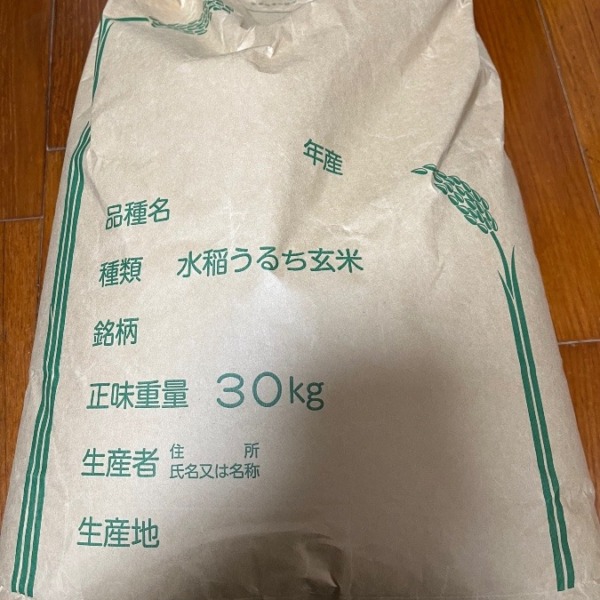 年産
品種名
種類 水稲うるち玄米
銘柄
正味重量 30kg
生産者 住所
氏名又は名称
生産地